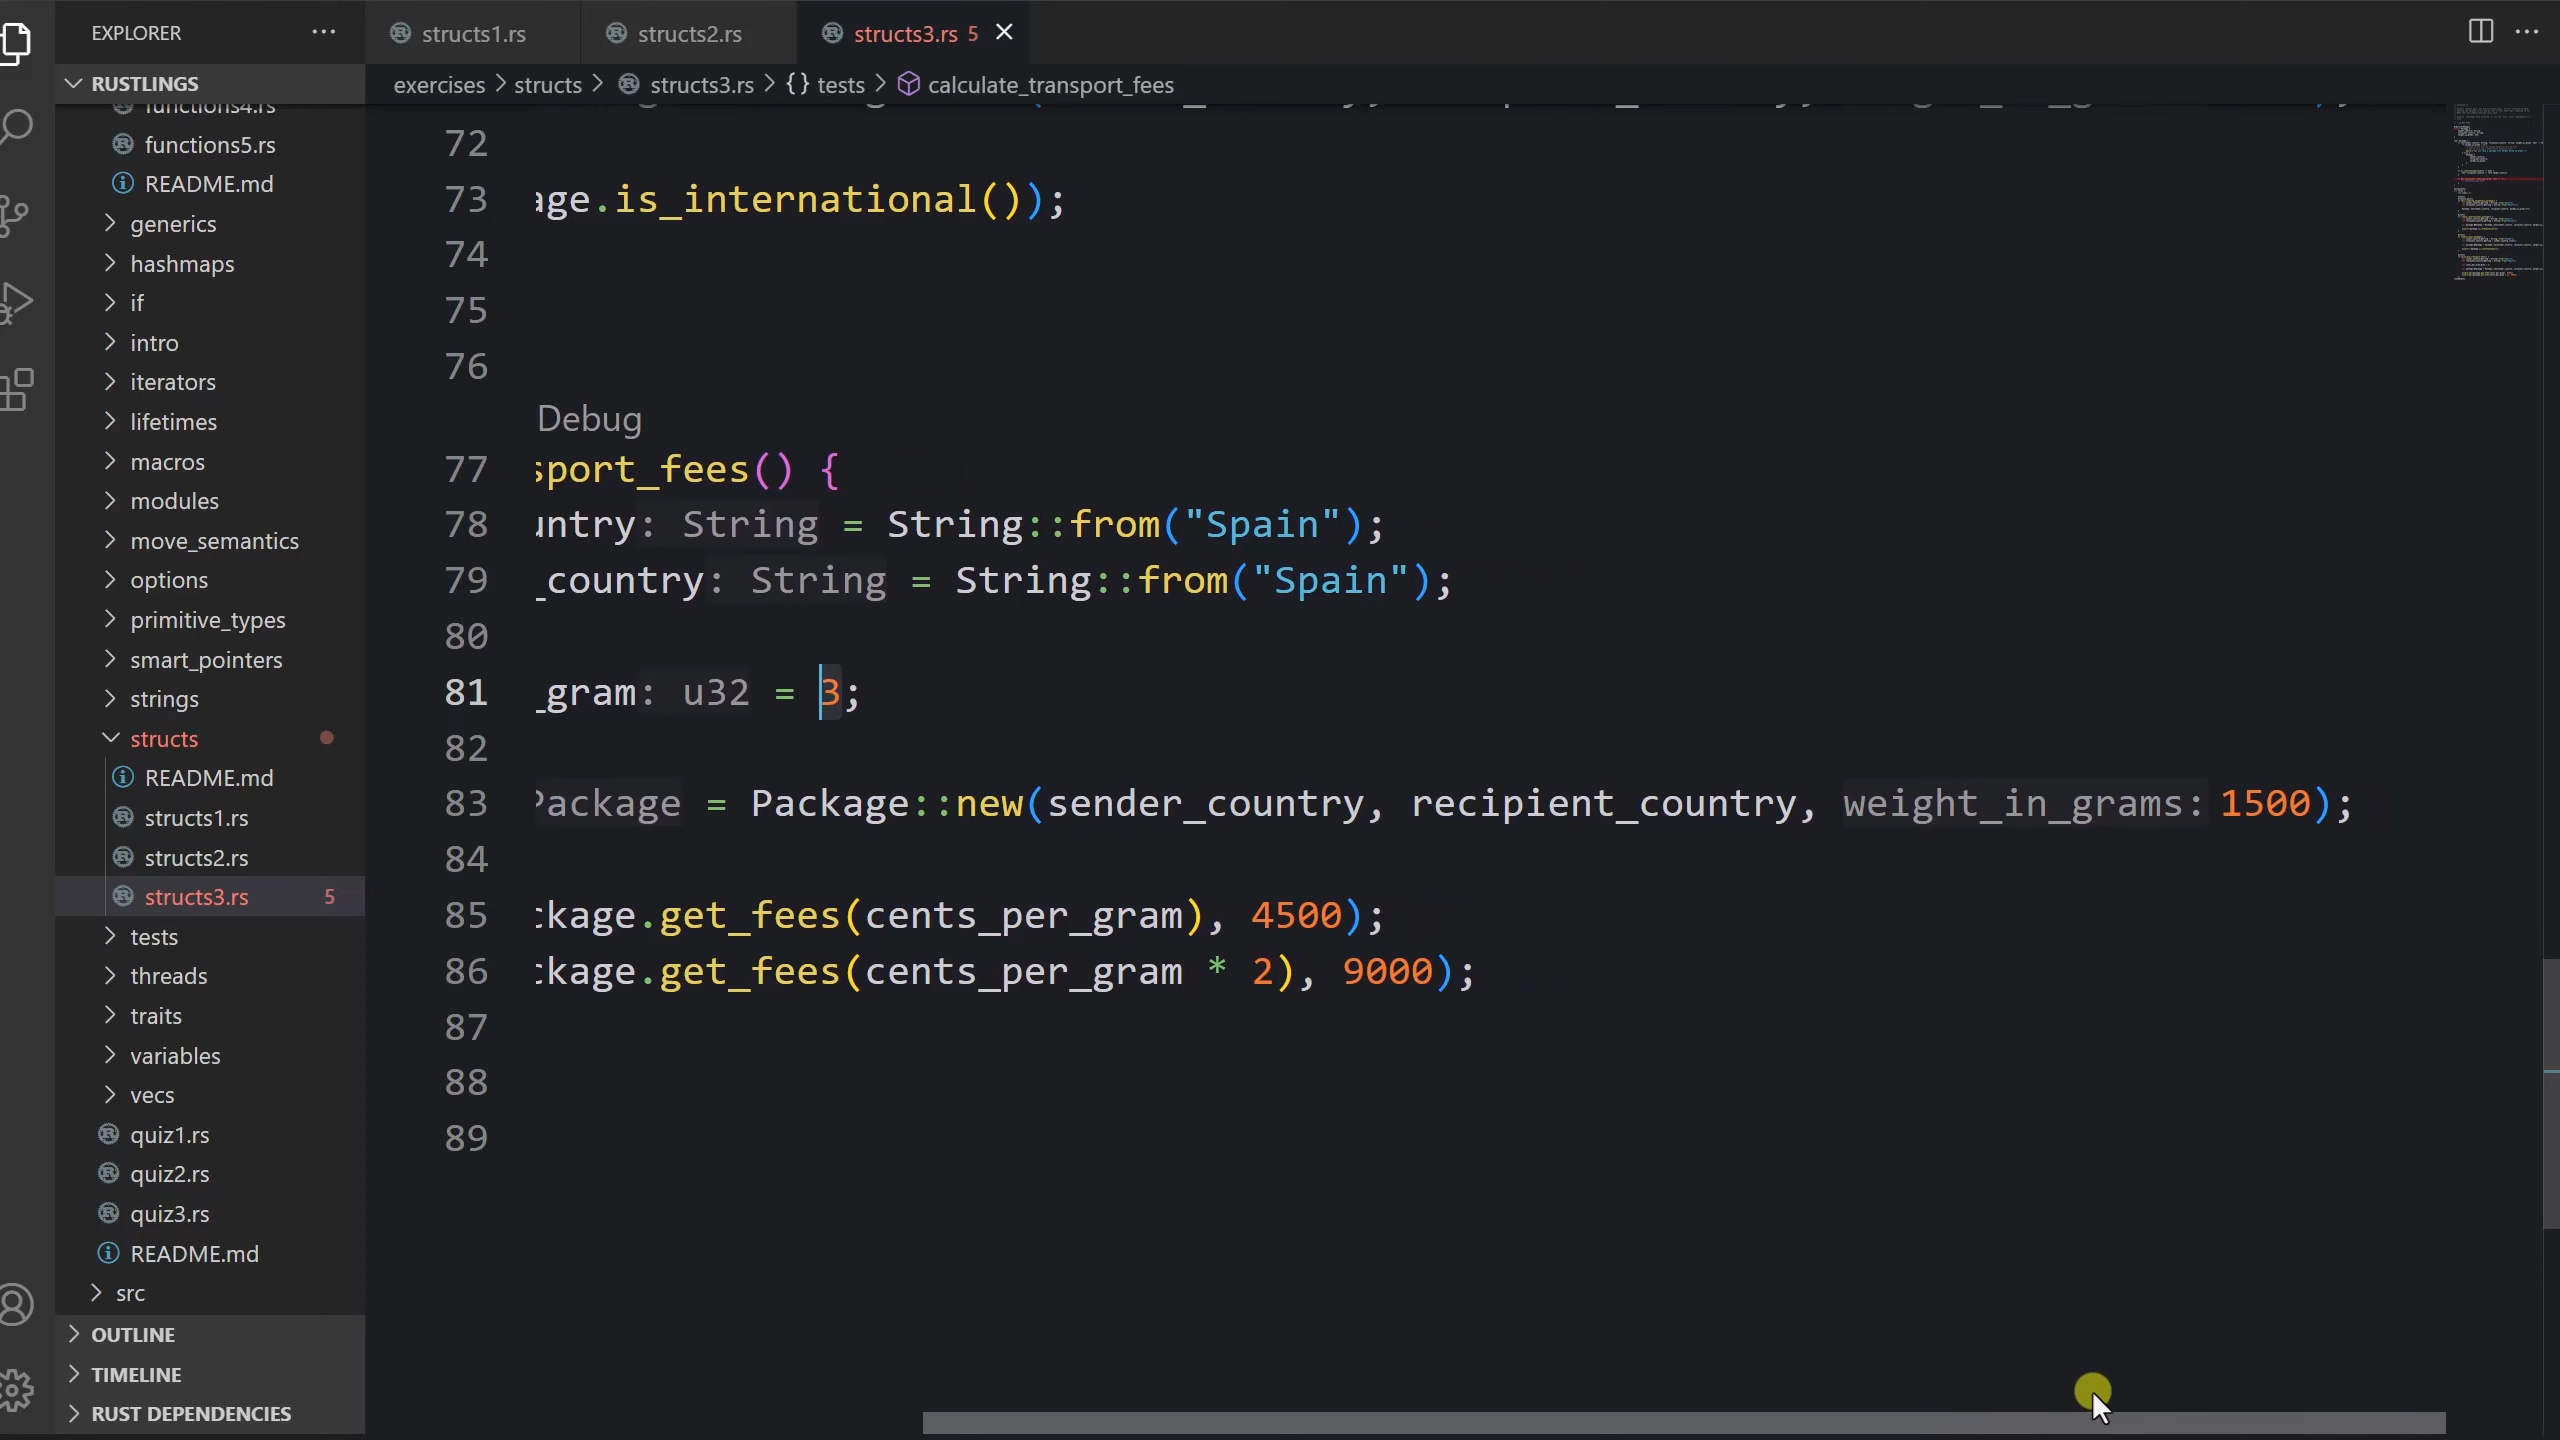 EXPLORER
structs1.rs
structs2.rs
structs3.rs 5
RUSTLINGS
exercises > structs > structs3.rs > {} tests > calculate_transport_fees
functions4.rs
functions5.rs
README.md
generics
hashmaps
if
intro
iterators
lifetimes
macros
modules
move_semantics
options
primitive_types
smart_pointers
strings
structs
README.md
structs1.rs
structs2.rs
structs3.rs 5
tests
threads
traits
variables
vecs
quiz1.rs
quiz2.rs
quiz3.rs
README.md
src
OUTLINE
TIMELINE
RUST DEPENDENCIES
72
73 age.is_international());
74
75
76
Debug
77 sport_fees() {
78 untry: String = String::from("Spain");
79 _country: String = String::from("Spain");
80
81 _gram: u32 = 3;
82
83 Package = Package::new(sender_country, recipient_country, weight_in_grams: 1500);
84
85 ckage.get_fees(cents_per_gram), 4500);
86 ckage.get_fees(cents_per_gram * 2), 9000);
87
88
89